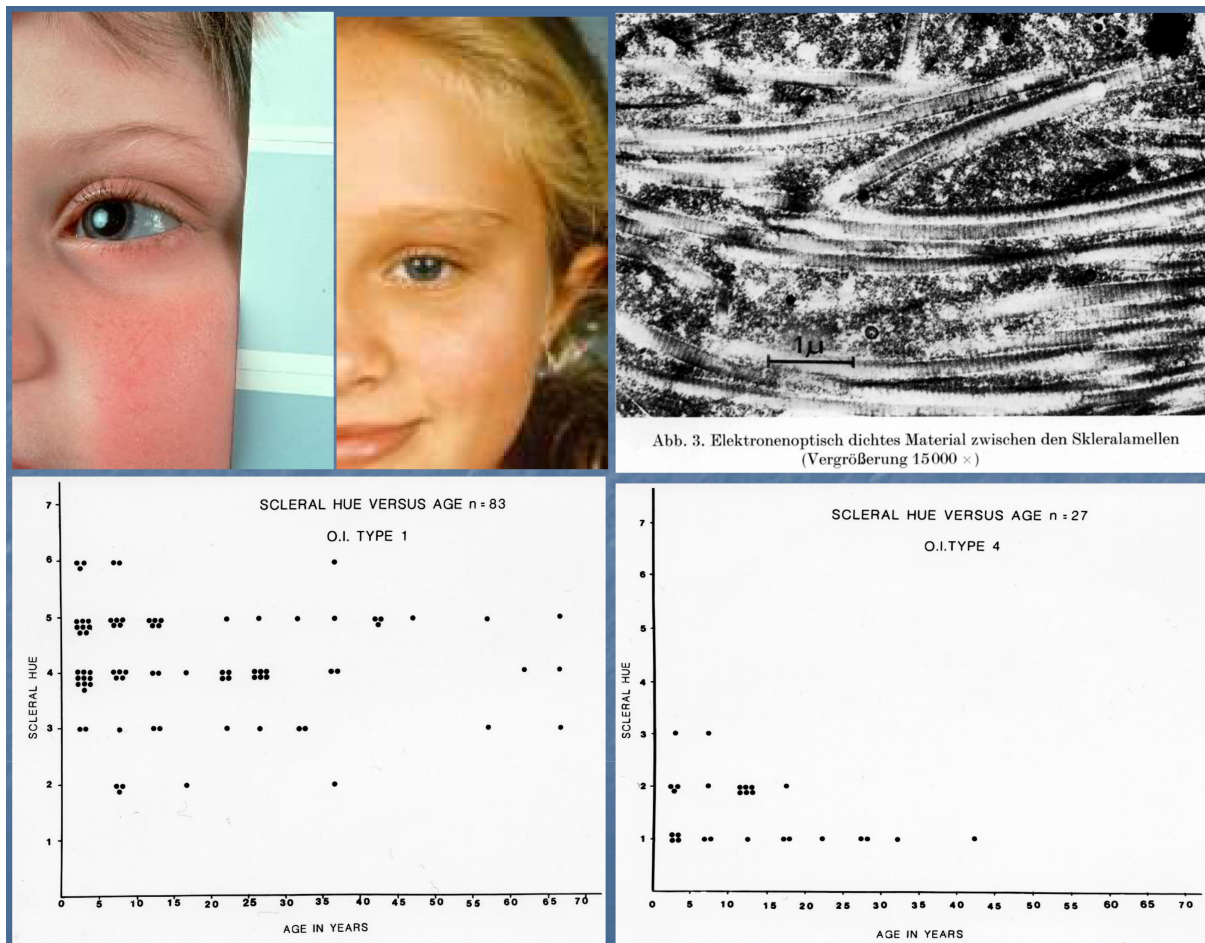 1μ
Abb. 3. Elektronenoptisch dichtes Material zwischen den Skleralamellen
(Vergrößerung 15000 ×)
SCLERAL HUE VERSUS AGE n=83
O.I. TYPE 1
7
6
5
4
3
2
1
SCLERAL HUE
0 5 10 15 20 25 30 35 40 45 50 55 60 65 70
AGE IN YEARS
SCLERAL HUE VERSUS AGE n=27
O.I.TYPE 4
7
6
5
4
3
2
1
SCLERAL HUE
0 5 10 15 20 25 30 35 40 45 50 55 60 65 70
AGE IN YEARS